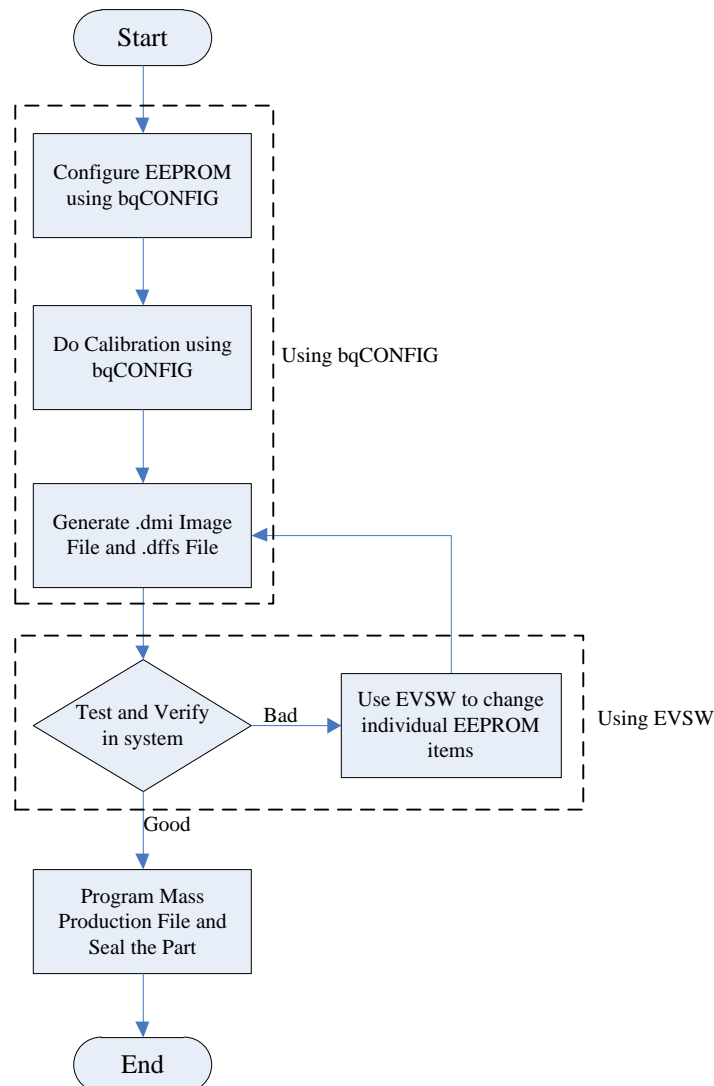 Start
Configure EEPROM
using bqCONFIG
Do Calibration using
bqCONFIG
Using bqCONFIG
Generate .dmi Image
File and .dffs File
Test and Verify
in system
Bad
Use EVSW to change
individual EEPROM
items
Using EVSW
Good
Program Mass
Production File and
Seal the Part
End